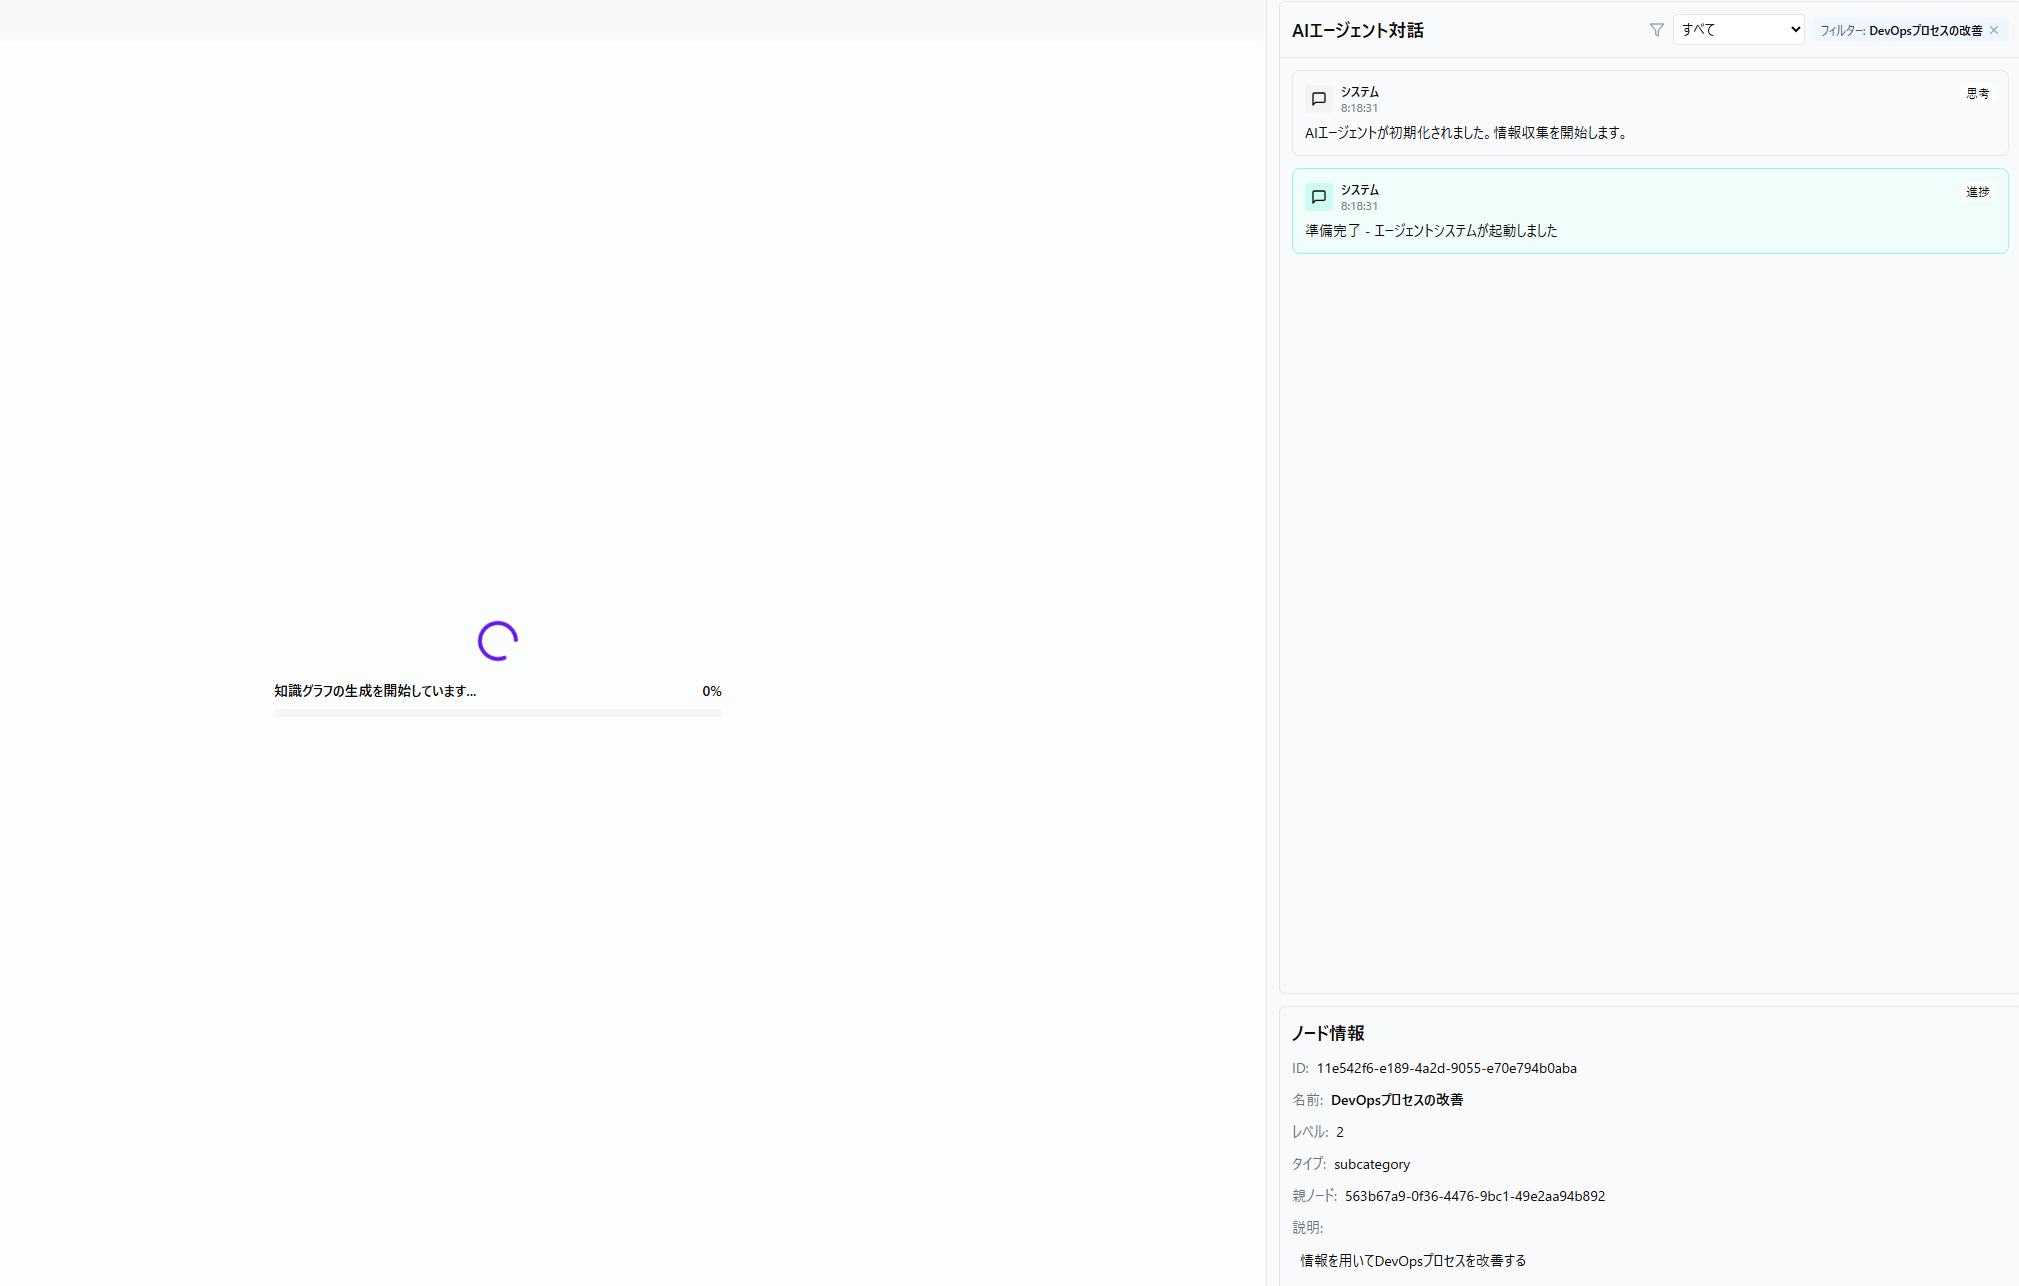 知識グラフの生成を開始しています... 0%
AIエージェント対話 すべて フィルター: DevOpsプロセスの改善 ×
システム 思考
8:18:31
AIエージェントが初期化されました。情報収集を開始します。
システム 進捗
8:18:31
準備完了 - エージェントシステムが起動しました
ノード情報
ID: 11e542f6-e189-4a2d-9055-e70e794b0aba
名前: DevOpsプロセスの改善
レベル: 2
タイプ: subcategory
親ノード: 563b67a9-0f36-4476-9bc1-49e2aa94b892
説明:
情報を用いてDevOpsプロセスを改善する